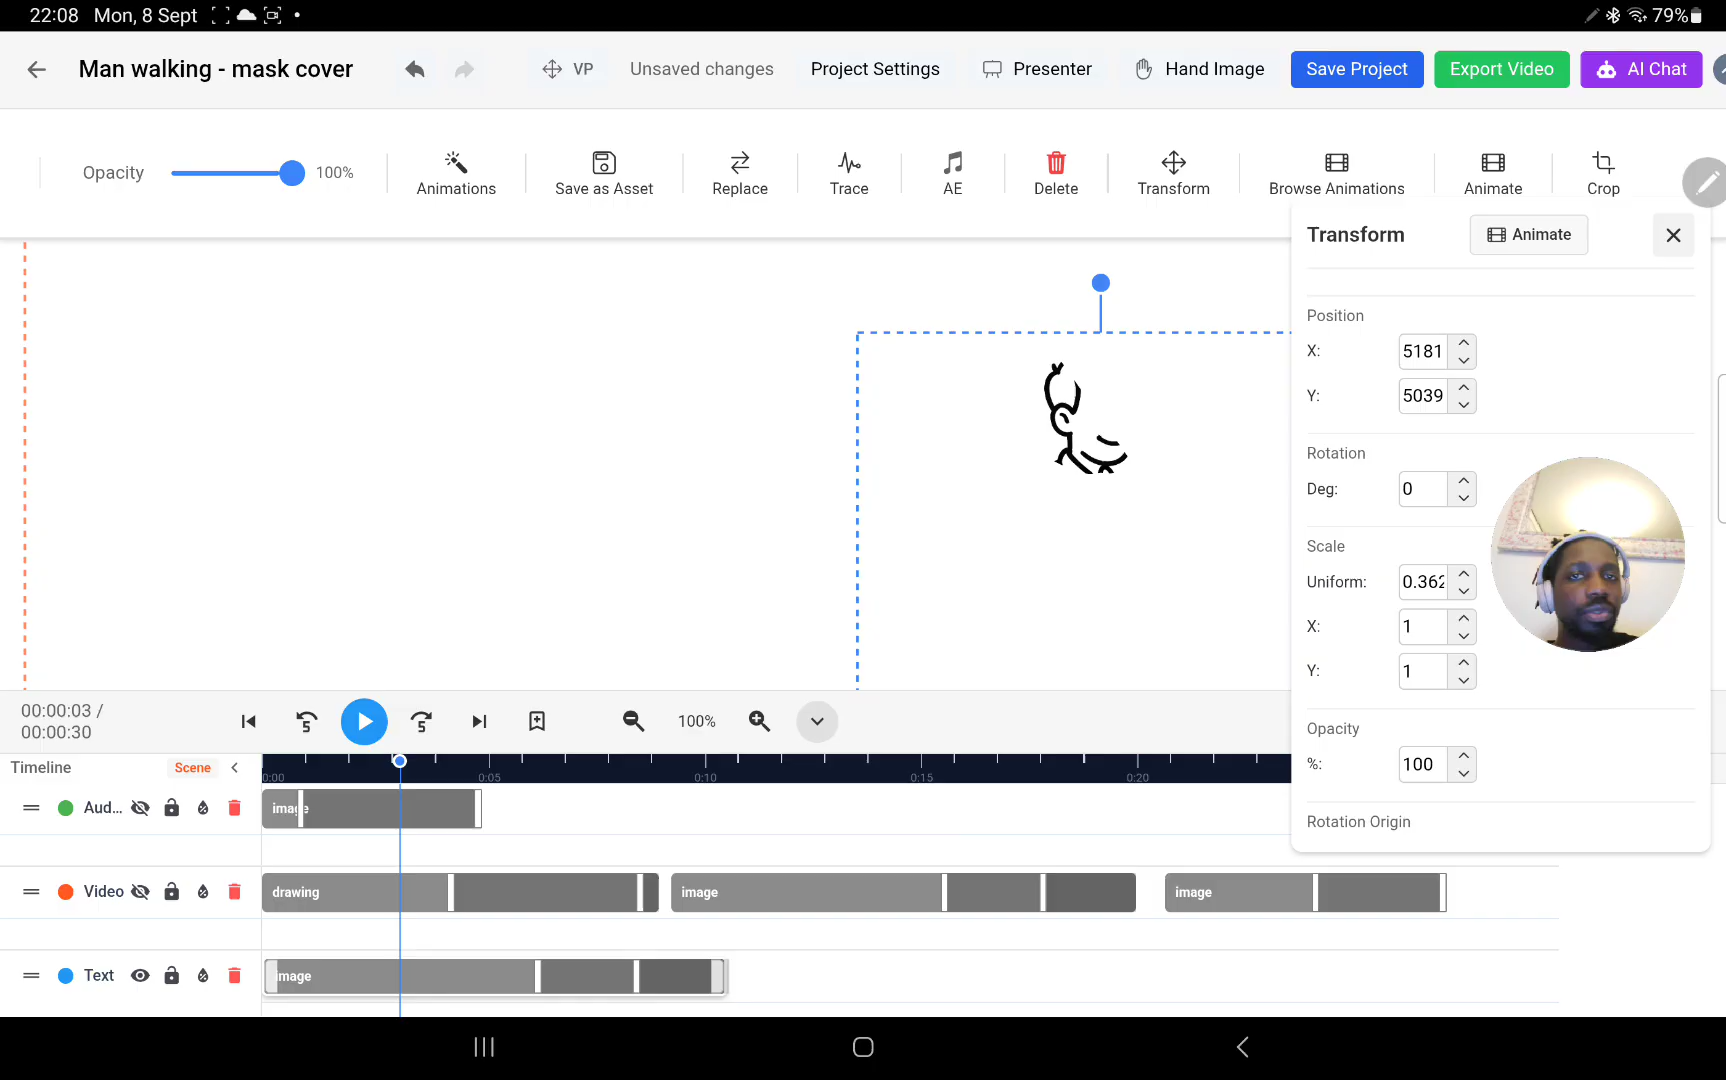 22:08 Mon, 8 Sept
79%
Man walking - mask cover
VP
Unsaved changes
Project Settings
Presenter
Hand Image
Save Project
Export Video
AI Chat
Opacity
100%
Animations
Save as Asset
Replace
Trace
AE
Delete
Transform
Browse Animations
Animate
Crop
Transform
Animate
Position
X: 5181
Y: 5039
Rotation
Deg: 0
Scale
Uniform: 0.362
X: 1
Y: 1
Opacity
%: 100
Rotation Origin
00:00:03 /
00:00:30
5
5
100%
Timeline
Scene
0:00
0:05
0:10
0:15
0:20
Aud...
image
Video
drawing
image
image
Text
image